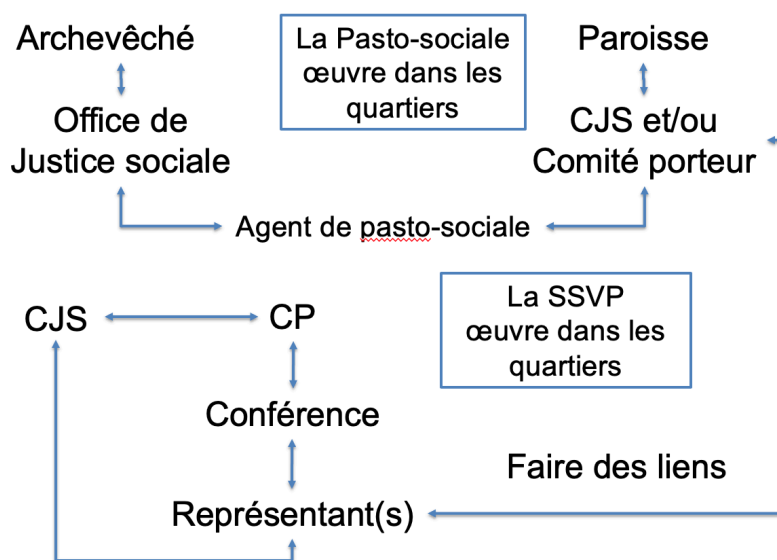 Archevêché
La Pasto-sociale
œuvre dans les
quartiers
Paroisse
Office de
Justice sociale
CJS et/ou
Comité porteur
Agent de pasto-sociale
La SSVP
œuvre dans les
quartiers
CJS
CP
Conférence
Faire des liens
Représentant(s)